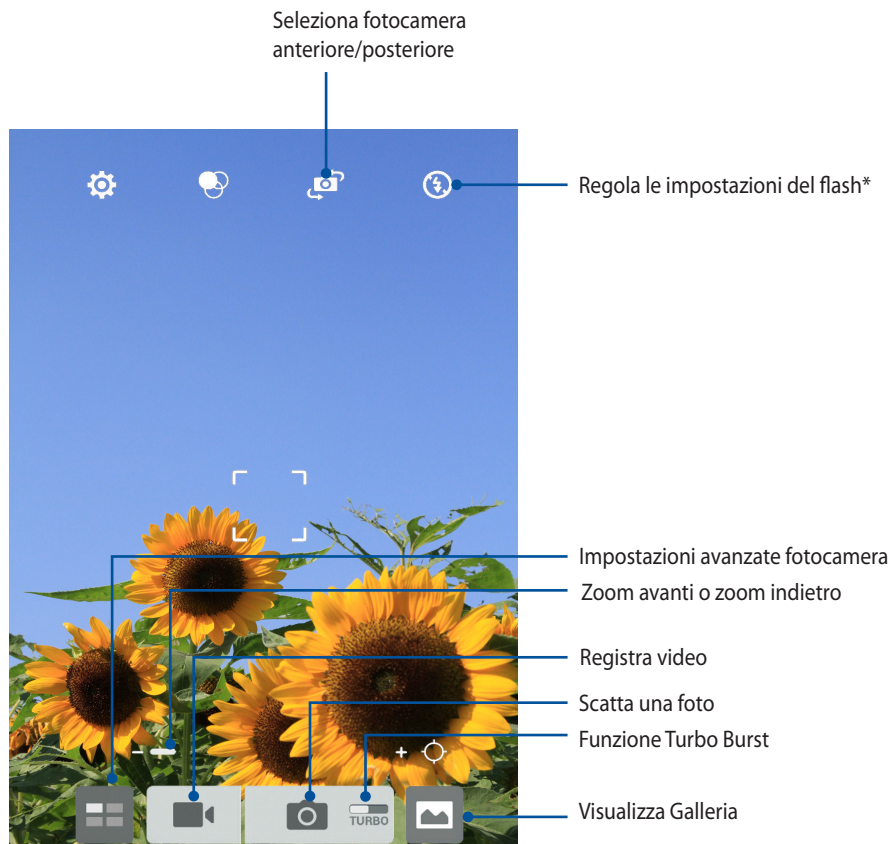 Seleziona fotocamera
anteriore/posteriore
Regola le impostazioni del flash*
Impostazioni avanzate fotocamera
Zoom avanti o zoom indietro
Registra video
Scatta una foto
Funzione Turbo Burst
TURBO
Visualizza Galleria